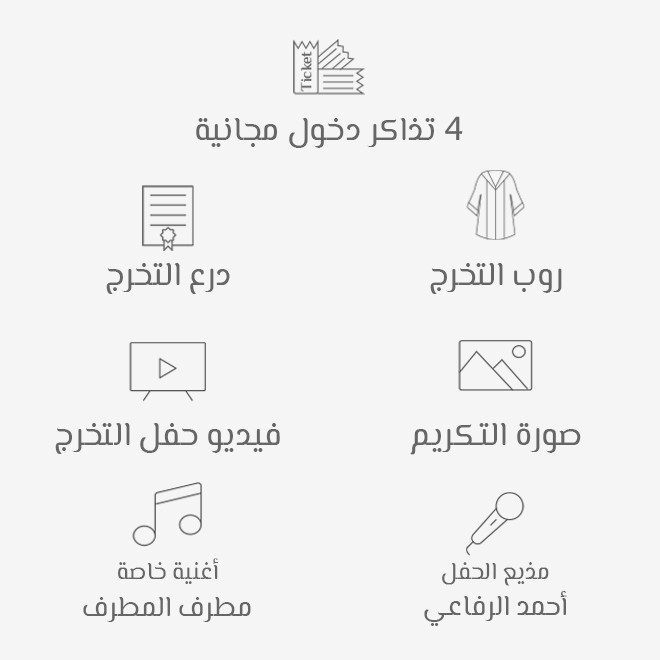 Ticket
4 تذاكر دخول مجانية
روب التخرج
درع التخرج
صورة التكريم
فيديو حفل التخرج
مذيع الحفل
أحمد الرفاعي
أغنية خاصة
مطرف المطرف